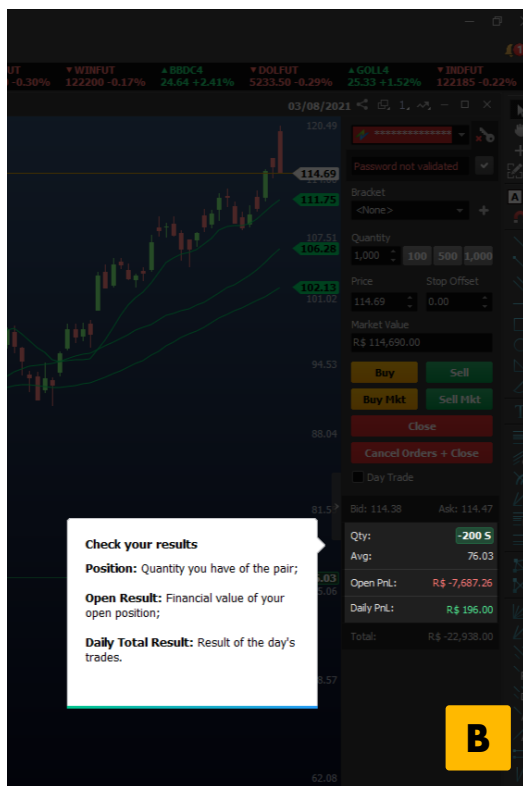 UT ▼ WINFUT ▲ BBDC4 ▼ DOLFUT ▲ GOLL4 ▼ INDFUT
-0.30% 122200 -0.17% 24.64 +2.41% 5233.50 -0.29% 25.33 +1.52% 122185 -0.22%
03/08/2021
120.49
114.69
111.75
107.51
106.28
102.13
101.02
94.53
88.04
81.5
5.03
5.06
8.57
62.08
Password not validated
Bracket
<None>
Quantity
1,000 100 500 1,000
Price Stop Offset
114.69 0.00
Market Value
R$ 114,690.00
Buy Sell
Buy Mkt Sell Mkt
Close
Cancel Orders + Close
Day Trade
Bid: 114.38 Ask: 114.47
Qty: -200 S
Avg: 76.03
Open PnL: R$ -7,687.26
Daily PnL: R$ 196.00
Total: R$ -22,938.00
Check your results
Position: Quantity you have of the pair;
Open Result: Financial value of your
open position;
Daily Total Result: Result of the day's
trades.
B